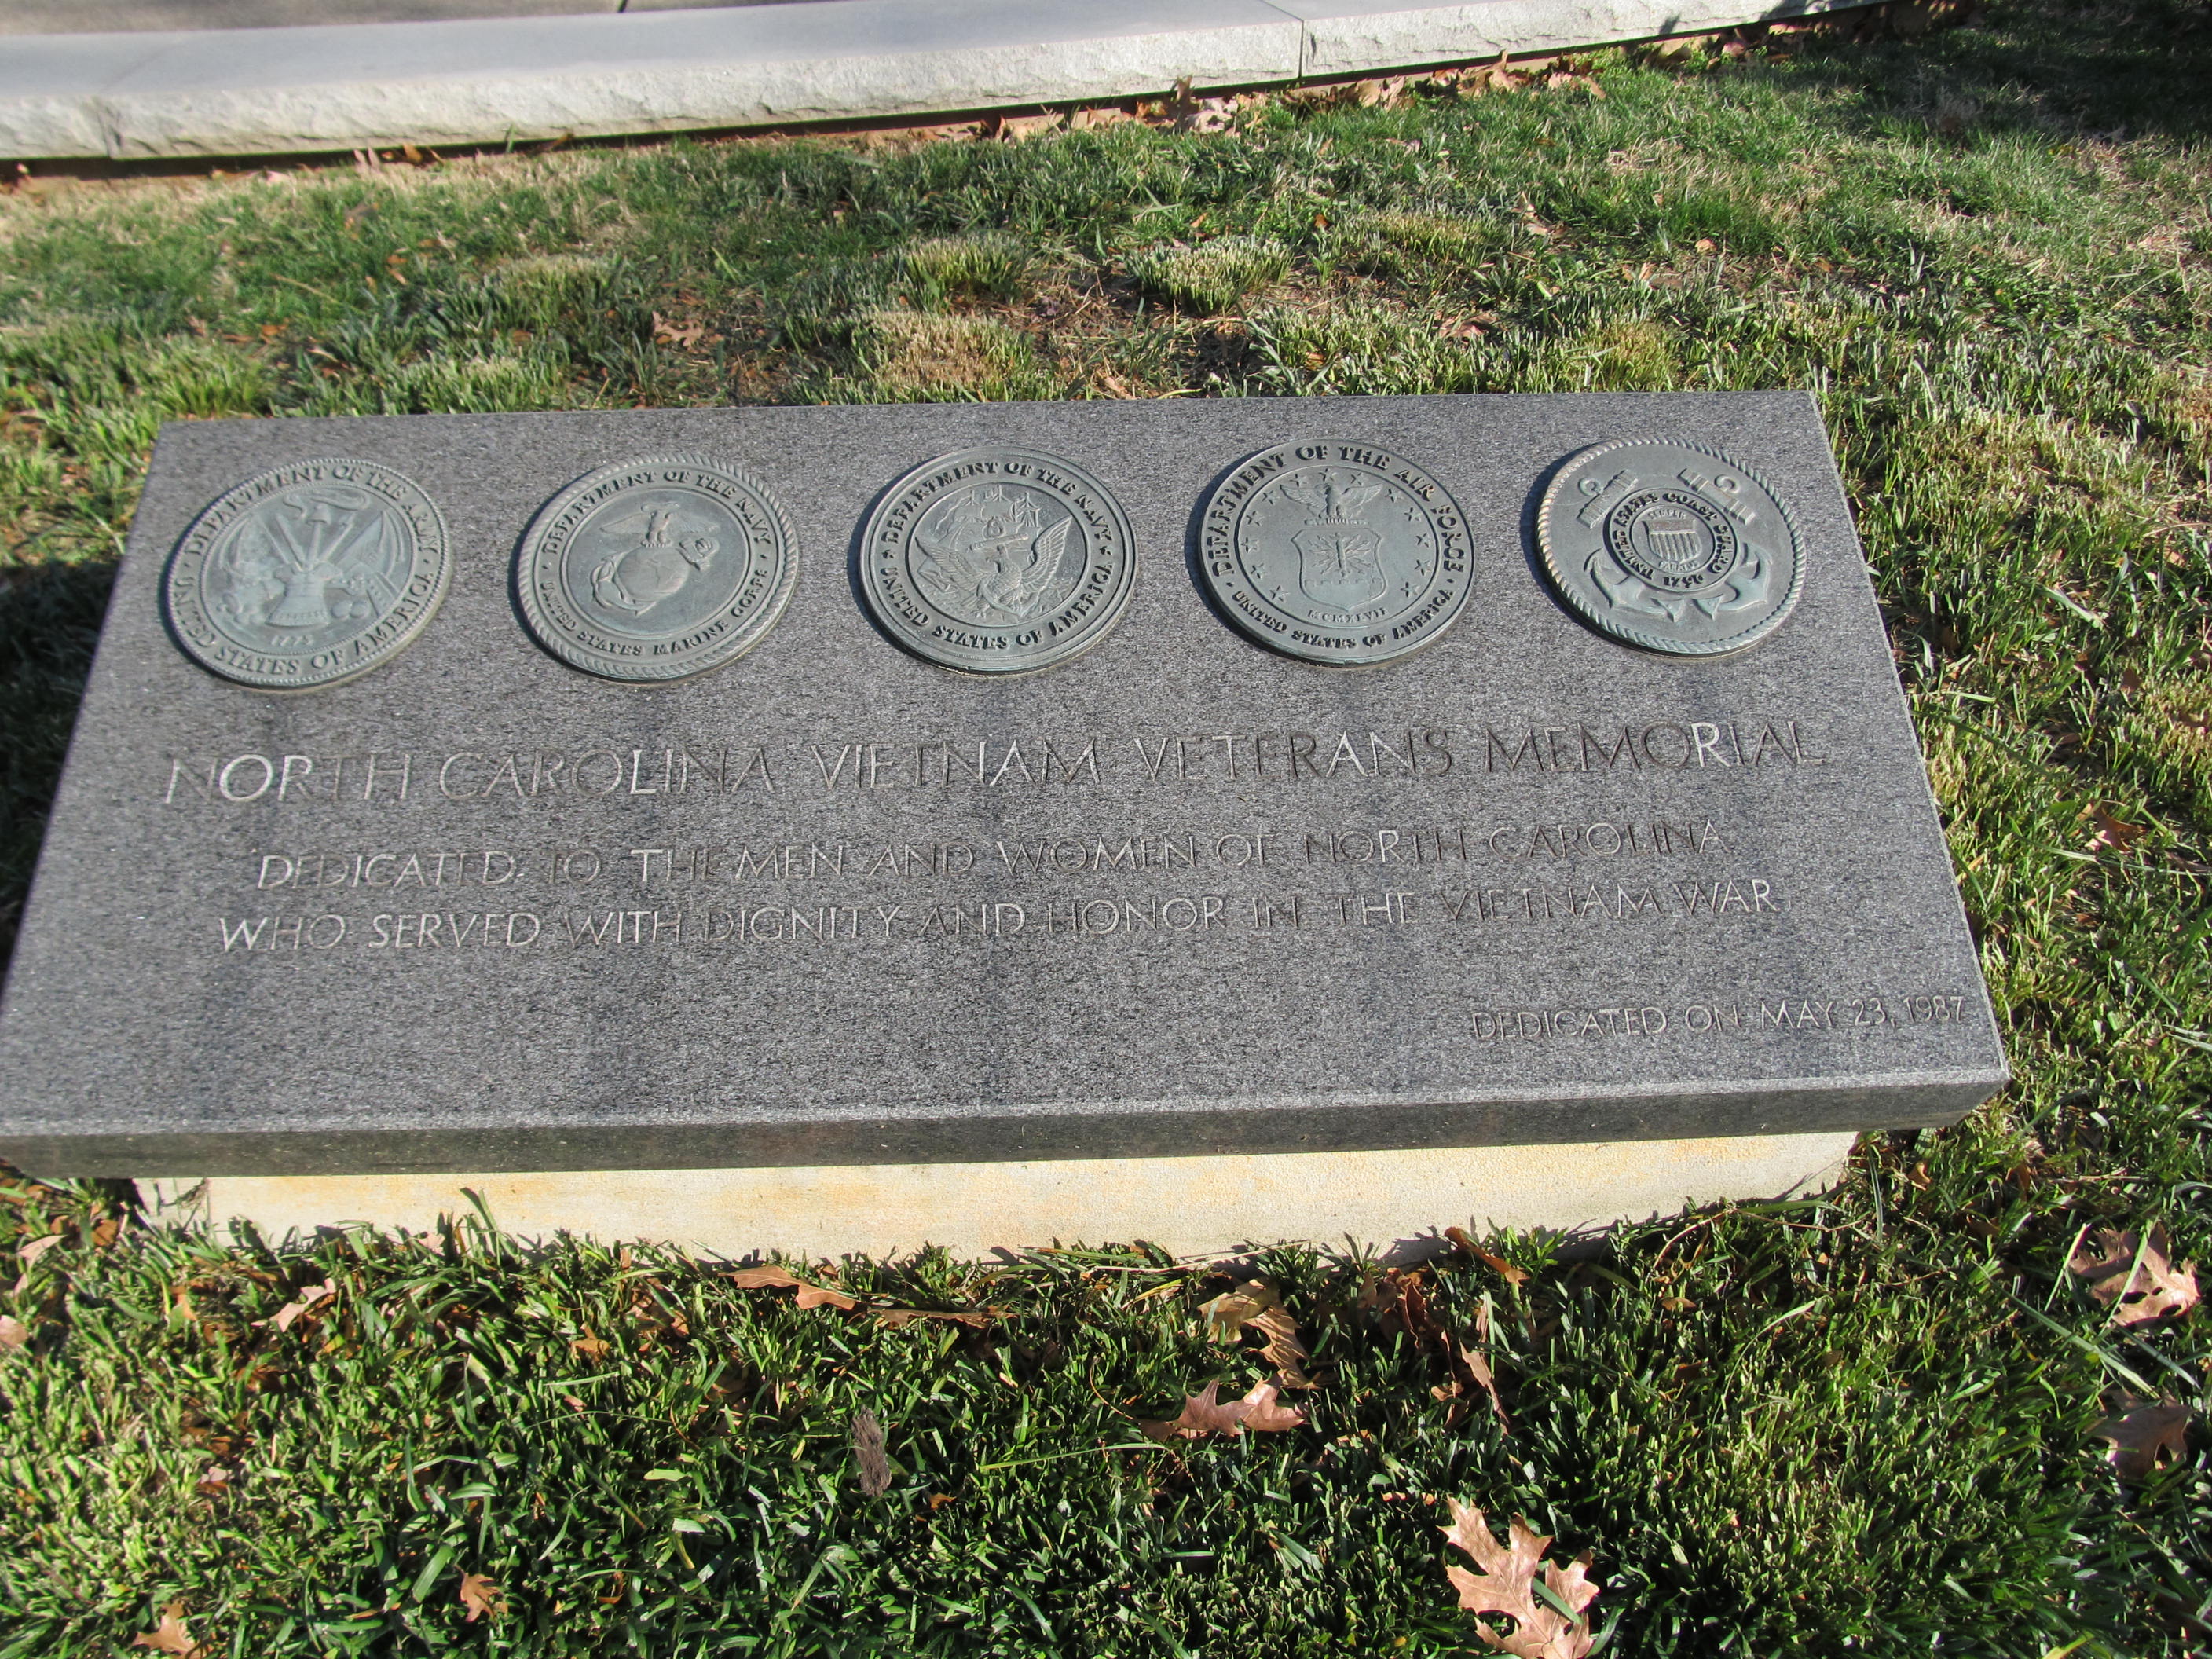 DEPARTMENT OF THE ARMY
UNITED STATES OF AMERICA
1775
DEPARTMENT OF THE NAVY
UNITED STATES MARINE CORPS
DEPARTMENT OF THE NAVY
UNITED STATES OF AMERICA
DEPARTMENT OF THE AIR FORCE
MCMXLVII
UNITED STATES OF AMERICA
UNITED STATES COAST GUARD
SEMPER
PARATUS
1790
NORTH CAROLINA VIETNAM VETERANS MEMORIAL
DEDICATED TO THE MEN AND WOMEN OF NORTH CAROLINA
WHO SERVED WITH DIGNITY AND HONOR IN THE VIETNAM WAR
DEDICATED ON MAY 23, 1987